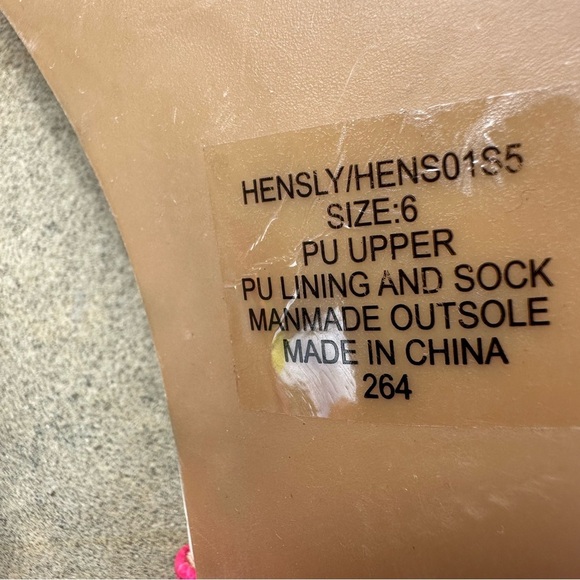 HENSLY/HENS01S5
SIZE:6
PU UPPER
PU LINING AND SOCK
MANMADE OUTSOLE
MADE IN CHINA
264